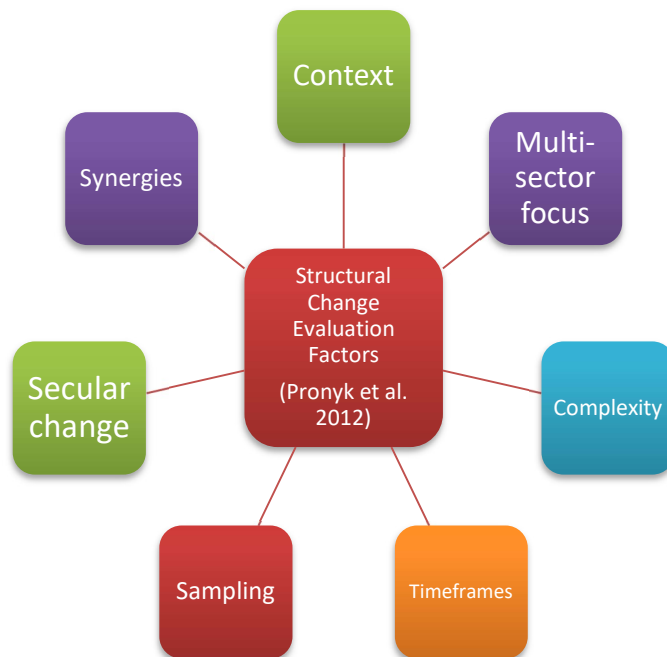 Context
Multi-
sector
focus
Synergies
Structural
Change
Evaluation
Factors
(Pronyk et al.
2012)
Secular
change
Complexity
Sampling
Timeframes